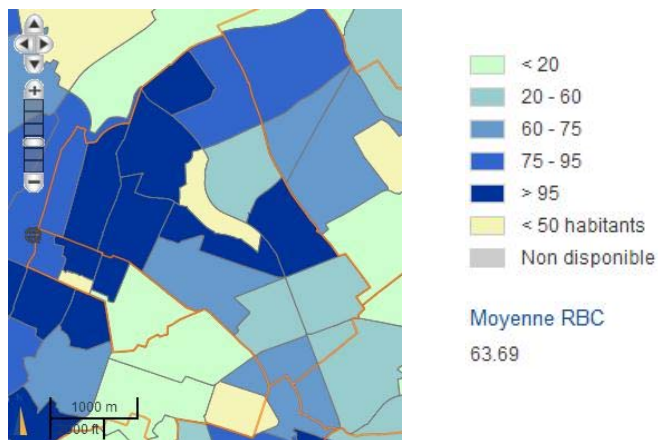 < 20
20 - 60
60 - 75
75 - 95
> 95
< 50 habitants
Non disponible
Moyenne RBC
63.69
1000 m